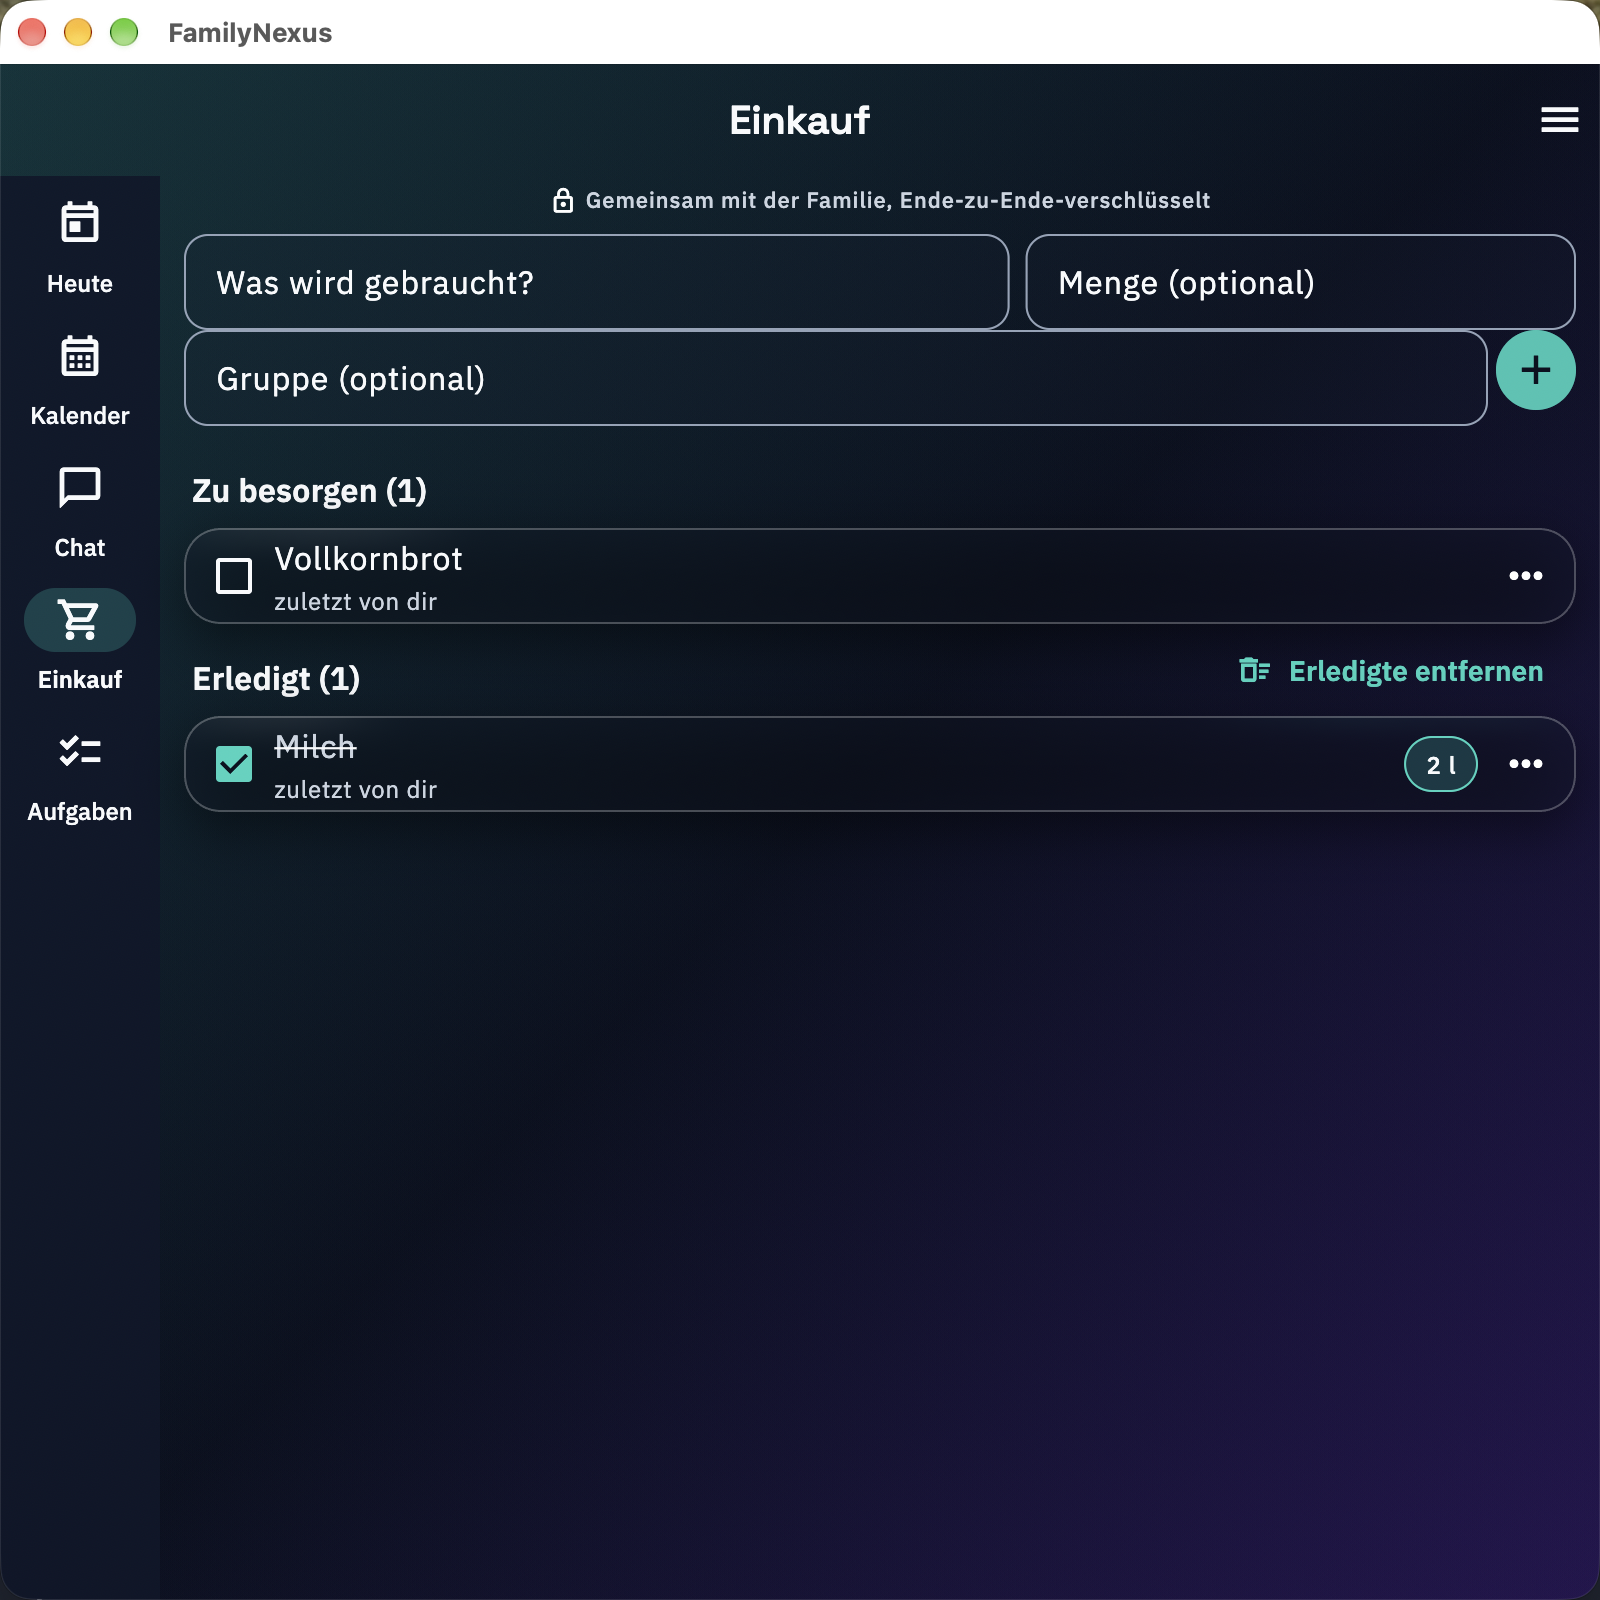 FamilyNexus
Einkauf
Gemeinsam mit der Familie, Ende-zu-Ende-verschlüsselt
Heute
Kalender
Chat
Einkauf
Aufgaben
Was wird gebraucht?
Menge (optional)
Gruppe (optional)
Zu besorgen (1)
Vollkornbrot
zuletzt von dir
Erledigt (1)
Erledigte entfernen
Milch
zuletzt von dir
2 l